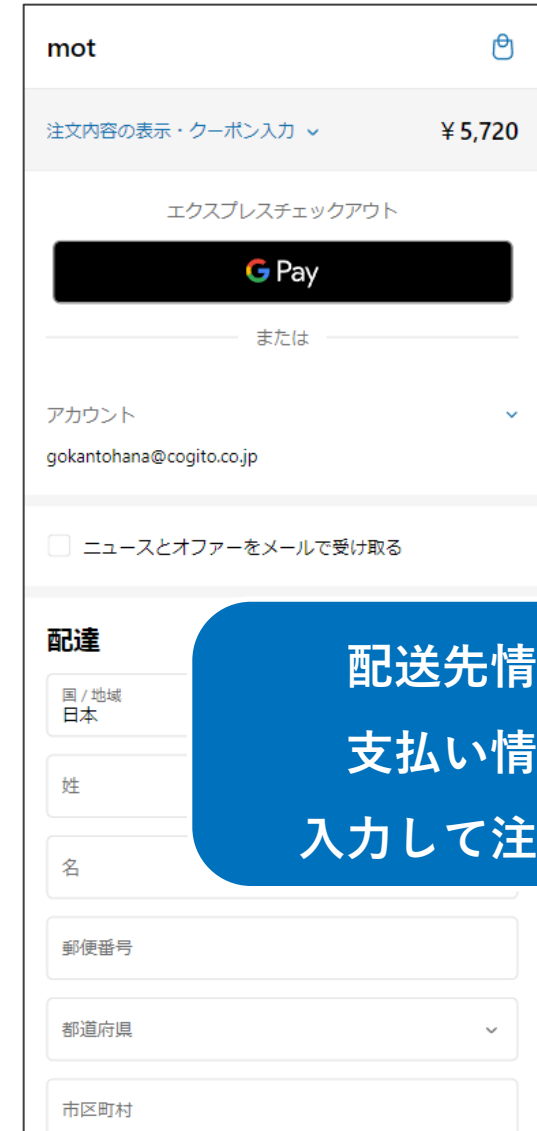 mot
注文内容の表示・クーポン入力 ¥5,720
エクスプレスチェックアウト
G Pay
または
アカウント
gokantohana@cogito.co.jp
ニュースとオファーをメールで受け取る
配達
国/地域
日本
姓
名
配送先情
支払い情
入力して注
郵便番号
都道府県
市区町村